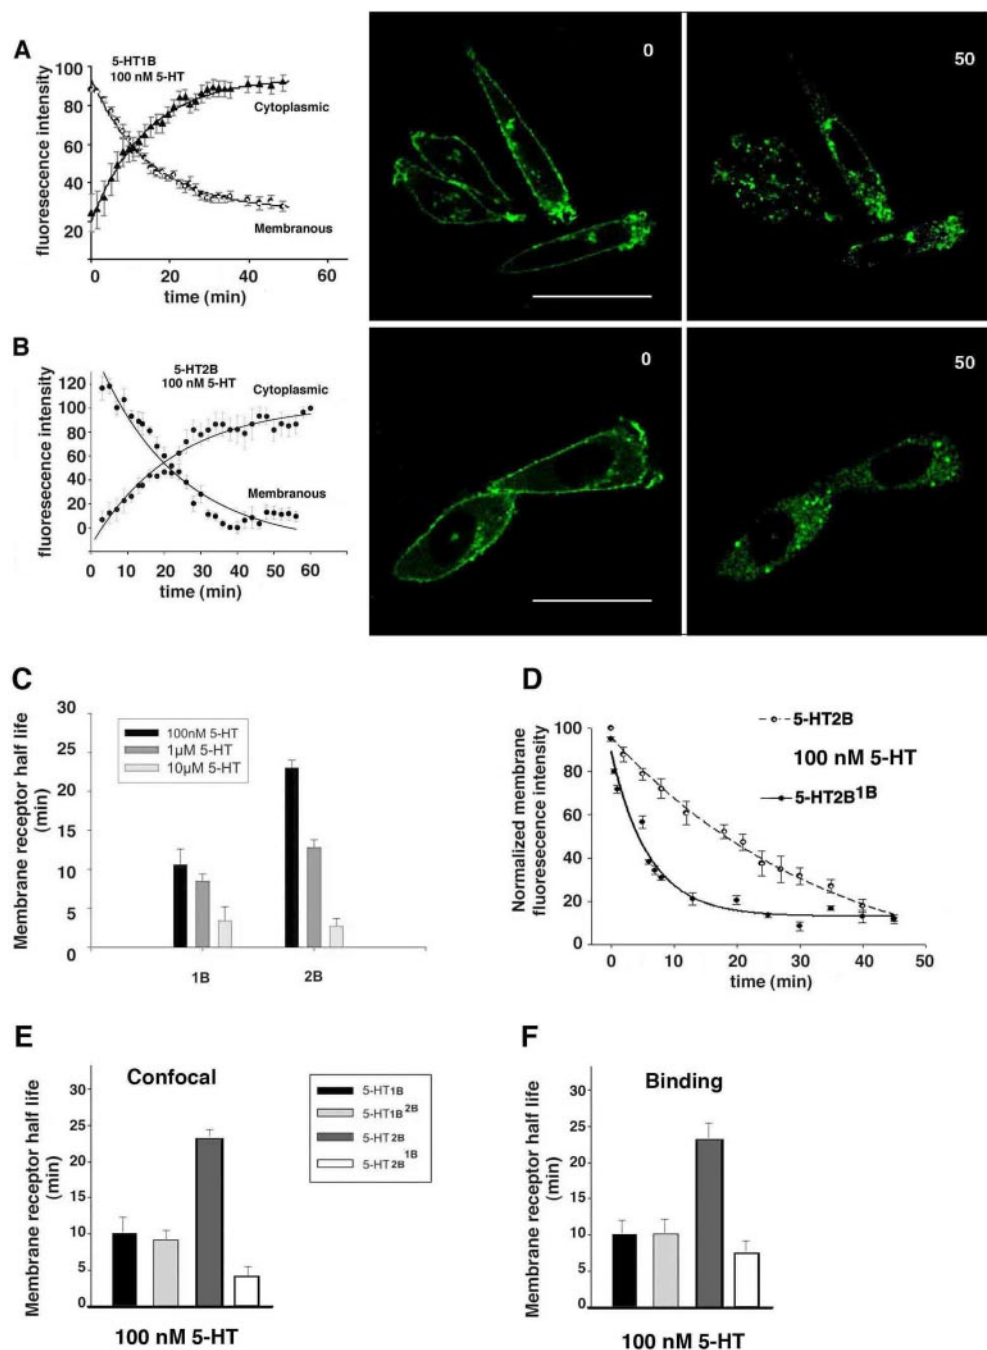 A
5-HT1B
100 nM 5-HT
fluoresecence intensity
100
80
60
40
20
Cytoplasmic
Membranous
0 20 40 60
time (min)
0
50
B
5-HT2B
100 nM 5-HT
fluoresecence intensity
120
100
80
60
40
20
0
Cytoplasmic
Membranous
0 10 20 30 40 50 60
time (min)
0
50
C
Membrane receptor half life
(min)
30
25
20
15
10
5
0
100nM 5-HT
1µM 5-HT
10µM 5-HT
1B 2B
D
Normalized membrane
fluoresecence intensity
100
80
60
40
20
0
5-HT2B
100 nM 5-HT
5-HT2B1B
0 10 20 30 40 50
time (min)
E
Confocal
Membrane receptor half life
(min)
30
25
20
15
10
5
0
5-HT1B
5-HT1B2B
5-HT2B
5-HT2B1B
100 nM 5-HT
F
Binding
Membrane receptor half life
(min)
30
25
20
15
10
5
0
100 nM 5-HT